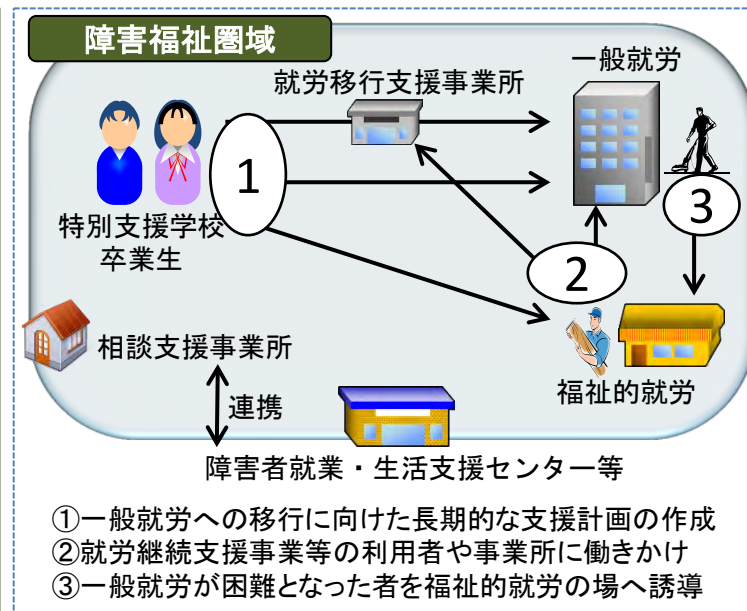 障害福祉圏域
一般就労
就労移行支援事業所
1
3
特別支援学校
卒業生
2
相談支援事業所
福祉的就労
連携
障害者就業・生活支援センター等
①一般就労への移行に向けた長期的な支援計画の作成
②就労継続支援事業等の利用者や事業所に働きかけ
③一般就労が困難となった者を福祉的就労の場へ誘導